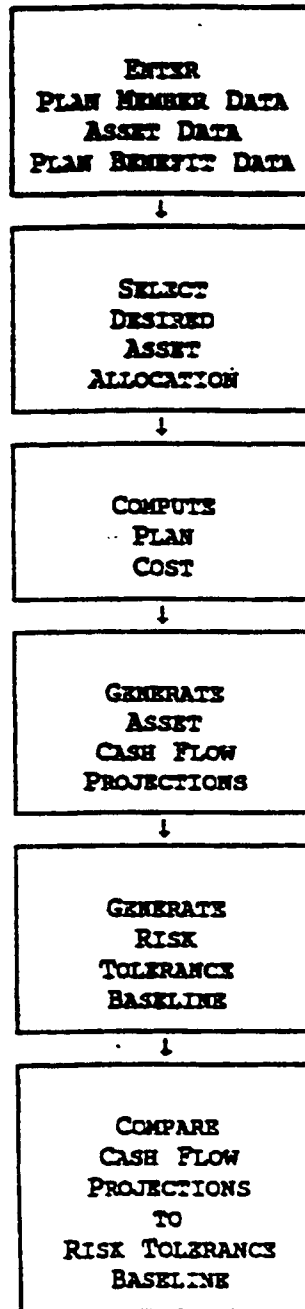 ENTER
PLAN MEMBER DATA
ASSET DATA
PLAN BENEFIT DATA
↓
SELECT
DESIRED
ASSET
ALLOCATION
↓
COMPUTE
PLAN
COST
↓
GENERATE
ASSET
CASH FLOW
PROJECTIONS
↓
GENERATE
RISK
TOLERANCE
BASELINE
↓
COMPARE
CASH FLOW
PROJECTIONS
TO
RISK TOLERANCE
BASELINE